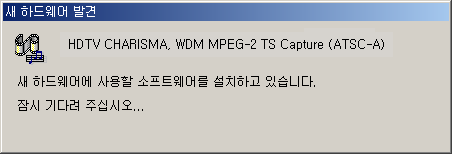 새 하드웨어 발견
HDTV CHARISMA, WDM MPEG-2 TS Capture (ATSC-A)
새 하드웨어에 사용할 소프트웨어를 설치하고 있습니다.
잠시 기다려 주십시오...